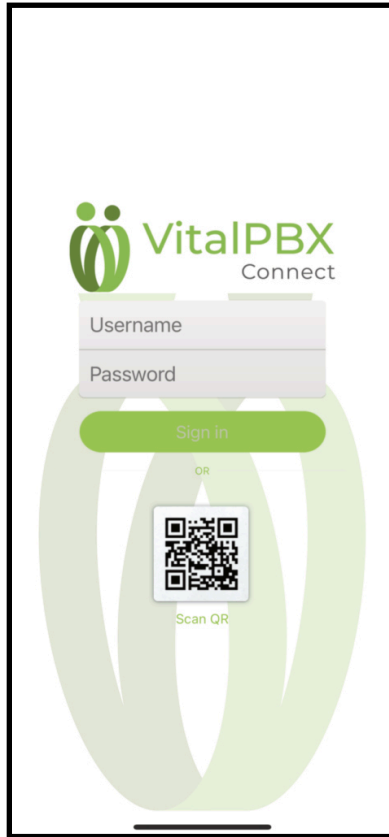 VitalPBX
Connect
Username
Password
Sign in
OR
Scan QR